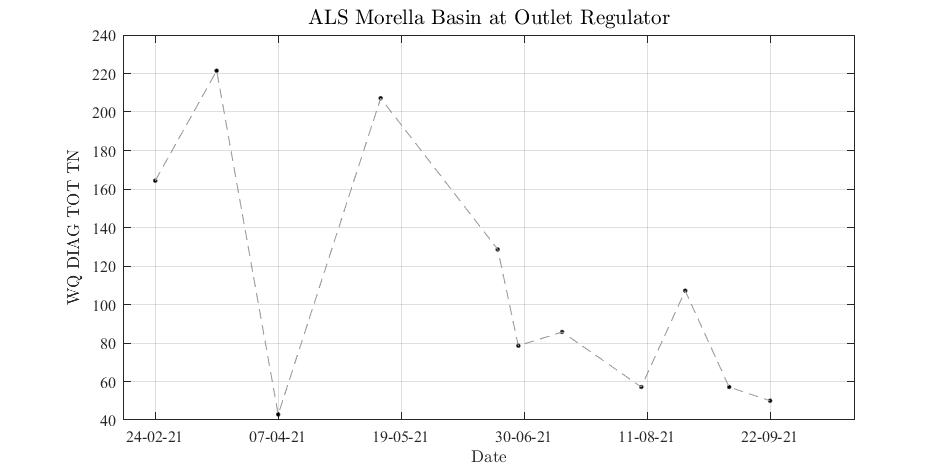 ALS Morella Basin at Outlet Regulator
240
220
200
180
160
140
120
100
80
60
40
WQ DIAG TOT TN
24-02-21 07-04-21 19-05-21 30-06-21 11-08-21 22-09-21
Date